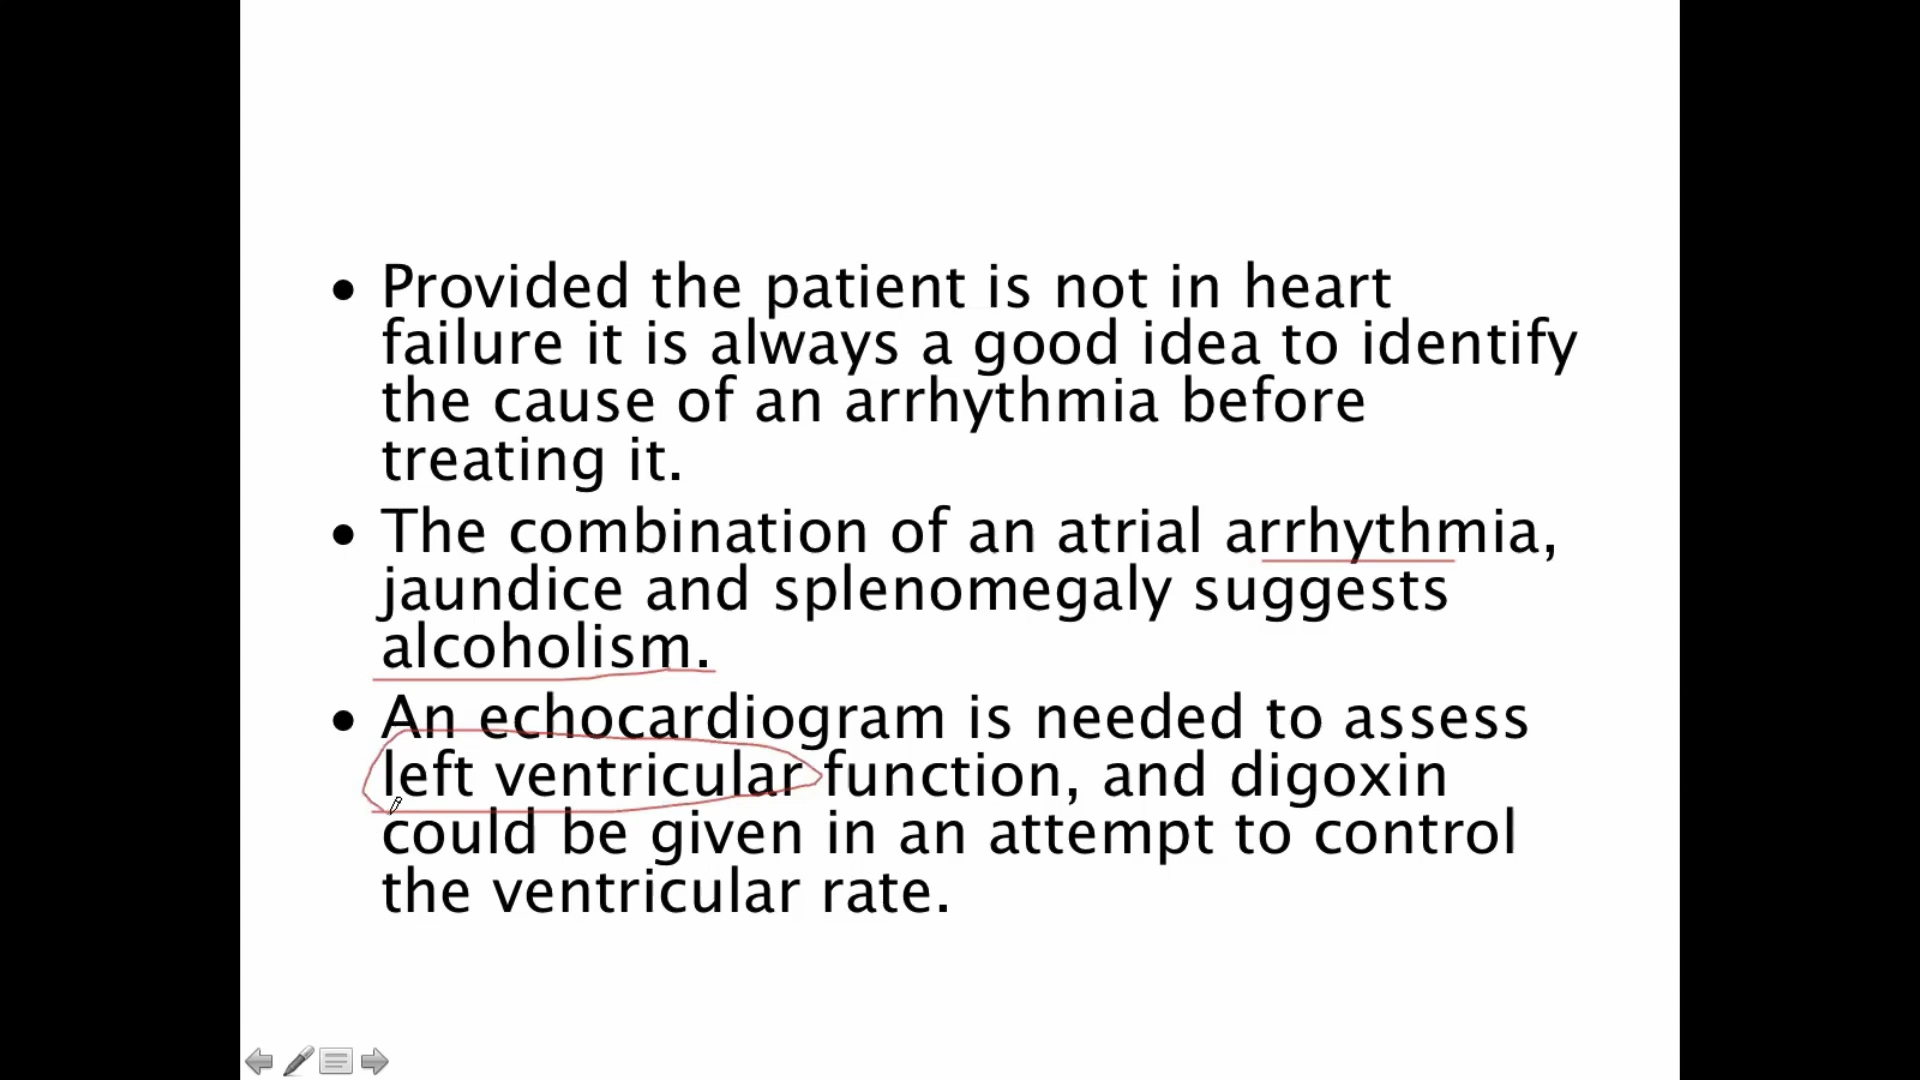 • Provided the patient is not in heart
failure it is always a good idea to identify
the cause of an arrhythmia before
treating it.
• The combination of an atrial arrhythmia,
jaundice and splenomegaly suggests
alcoholism.
• An echocardiogram is needed to assess
left ventricular function, and digoxin
could be given in an attempt to control
the ventricular rate.